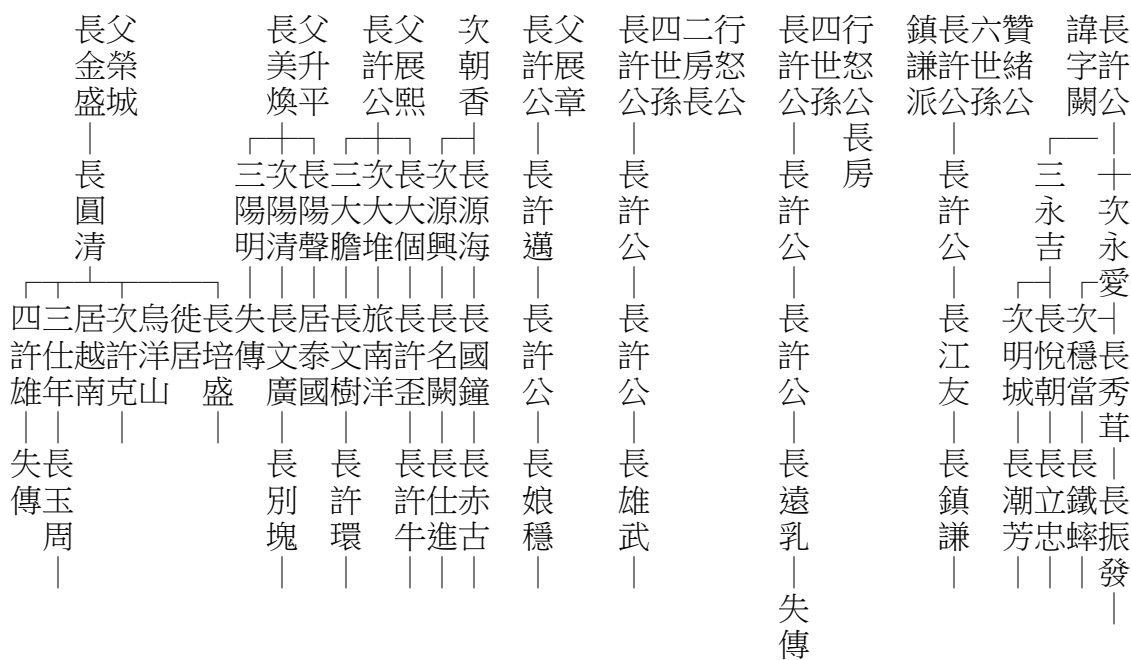 長許公
諱字闕
次永愛
長秀茸
長振發
次穩當
長鐵蟀
三永吉
長悅朝
長立忠
次明城
長潮芳
贊緒公
六世孫
長許公
鎮謙派
長許公
長江友
長鎮謙
行怒公長房
四世孫
長許公
長許公
長許公
長遠乳
失傳
行怒公
二房長
四世孫
長許公
長許公
長許公
長雄武
父展章
長許公
長許邁
長許公
長娘穩
次朝香
長源海
長國鐘
長赤古
次源興
長名闕
長仕進
父展熙
長許公
長大個
長許歪
長許牛
次大堆
旅南洋
三大膽
長文樹
長許環
父升平
長美煥
長陽聲
居泰國
次陽清
長文廣
長別塊
三陽明
失傳
父榮城
長金盛
長圓清
長培盛
徙居
烏洋山
次許克
居越南
三仕年
長玉周
四許雄
失傳